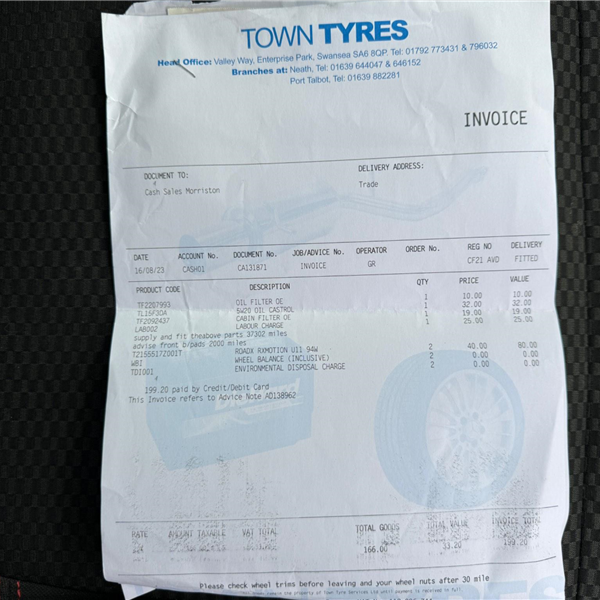 TOWN TYRES
Head Office: Valley Way, Enterprise Park, Swansea SA6 8QP. Tel: 01792 773431 & 796032
Branches at: Neath, Tel: 01639 644047 & 646152
Port Talbot, Tel: 01639 882281
INVOICE
DOCUMENT TO: DELIVERY ADDRESS:
Cash Sales Morriston Trade
DATE ACCOUNT No. DOCUMENT No. JOB/ADVICE No. OPERATOR ORDER No. REG NO DELIVERY
16/08/23 CASH01 CA131871 INVOICE GR CF21 AVD FITTED
PRODUCT CODE DESCRIPTION QTY PRICE VALUE
TF2287993 OIL FILTER OE 1 10.00 10.00
TL15F30A 5W20 OIL CASTROL 1 32.00 32.00
TF2092437 CABIN FILTER OE 1 19.00 19.00
LAB002 LABOUR CHARGE 1 25.00 25.00
supply and fit theabove parts 37302 miles
advise front b/pads 2000 miles
T2155517Z001T ROADX RXMOTION U11 94W 2 40.00 80.00
WB1 WHEEL BALANCE (INCLUSIVE) 2 0.00 0.00
TDI001 ENVIRONMENTAL DISPOSAL CHARGE 2 0.00 0.00
199.20 paid by Credit/Debit Card
This Invoice refers to Advice Note AD138962
RATE AMOUNT TAXABLE VAT TOTAL TOTAL GOODS TOTAL VALUE INVOICE TOTAL
166.00 33.20 199.20
Please check wheel trims before leaving and your wheel nuts after 30 mile
TYRES